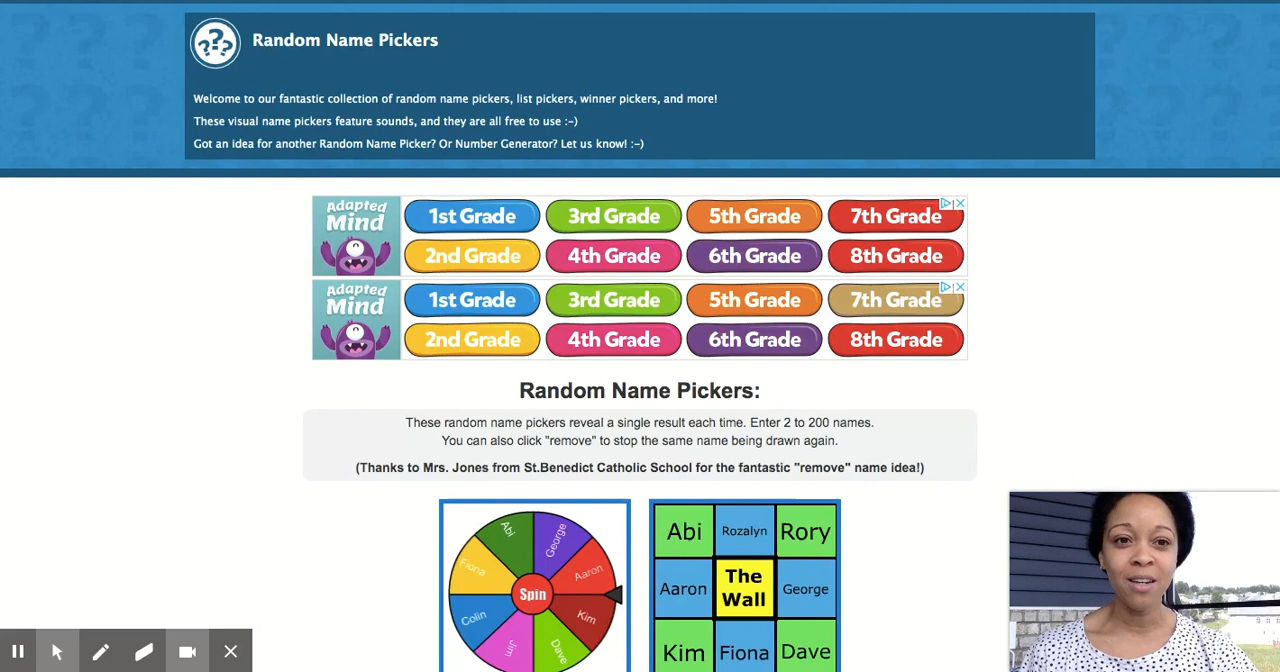 ???
Random Name Pickers
Welcome to our fantastic collection of random name pickers, list pickers, winner pickers, and more!
These visual name pickers feature sounds, and they are all free to use :-)
Got an idea for another Random Name Picker? Or Number Generator? Let us know! :-)
Adapted
Mind
1st Grade
3rd Grade
5th Grade
7th Grade
2nd Grade
4th Grade
6th Grade
8th Grade
Adapted
Mind
1st Grade
3rd Grade
5th Grade
7th Grade
2nd Grade
4th Grade
6th Grade
8th Grade
Random Name Pickers:
These random name pickers reveal a single result each time. Enter 2 to 200 names.
You can also click "remove" to stop the same name being drawn again.
(Thanks to Mrs. Jones from St.Benedict Catholic School for the fantastic "remove" name idea!)
Abi
George
Fiona
Aaron
Spin
Colin
Kim
Jim
Dave
Abi
Rozalyn
Rory
Aaron
The
Wall
George
Kim
Fiona
Dave